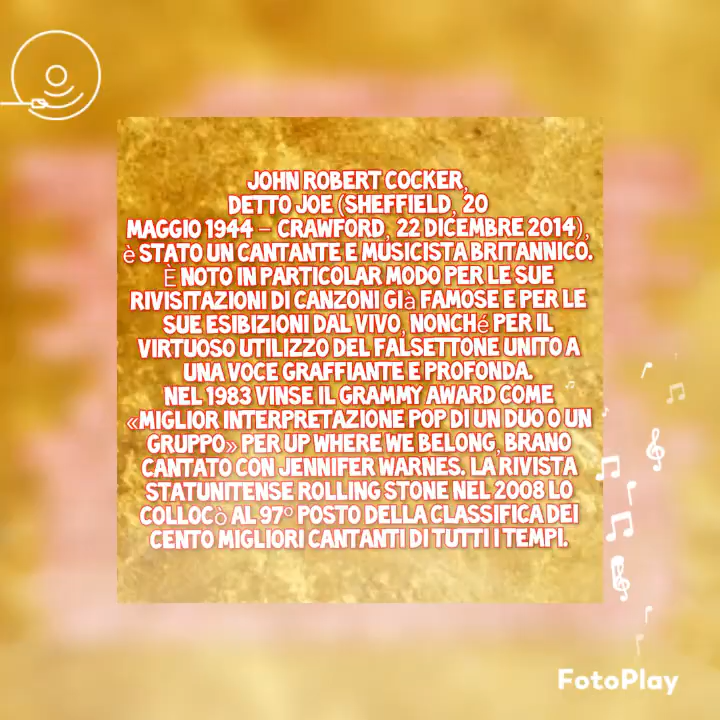 JOHN ROBERT COCKER,
DETTO JOE (SHEFFIELD, 20
MAGGIO 1944 – CRAWFORD, 22 DICEMBRE 2014),
è STATO UN CANTANTE E MUSICISTA BRITANNICO.
È NOTO IN PARTICOLAR MODO PER LE SUE
RIVISITAZIONI DI CANZONI GIà FAMOSE E PER LE
SUE ESIBIZIONI DAL VIVO, NONCHé PER IL
VIRTUOSO UTILIZZO DEL FALSETTONE UNITO A
UNA VOCE GRAFFIANTE E PROFONDA.
NEL 1983 VINSE IL GRAMMY AWARD COME
«MIGLIOR INTERPRETAZIONE POP DI UN DUO O UN
GRUPPO» PER UP WHERE WE BELONG, BRANO
CANTATO CON JENNIFER WARNES. LA RIVISTA
STATUNITENSE ROLLING STONE NEL 2008 LO
COLLOCò AL 97º POSTO DELLA CLASSIFICA DEI
CENTO MIGLIORI CANTANTI DI TUTTI I TEMPI.
FotoPlay